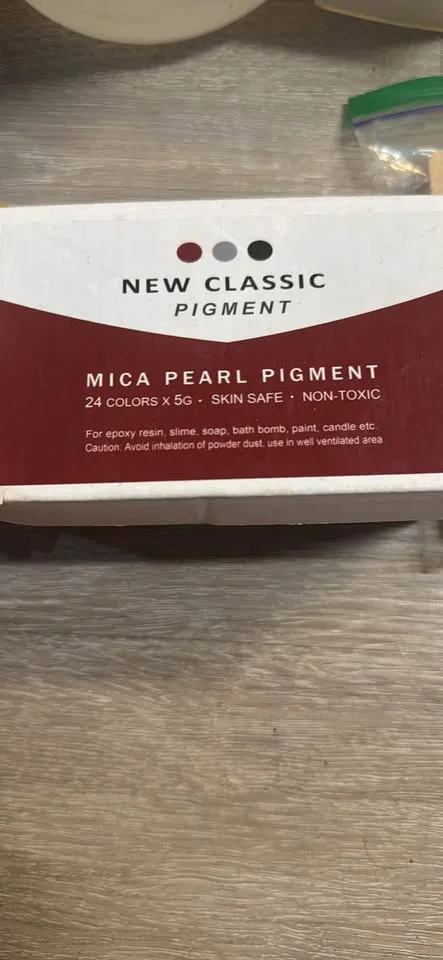 NEW CLASSIC
PIGMENT
MICA PEARL PIGMENT
24 COLORS X 5G · SKIN SAFE · NON-TOXIC
For epoxy resin, slime, soap, bath bomb, paint, candle etc.
Caution: Avoid inhalation of powder dust, use in well ventilated area